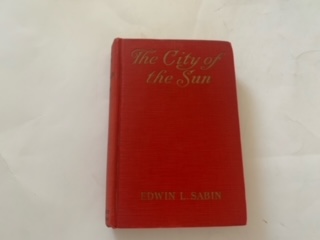 The City of
the Sun
EDWIN L. SABIN